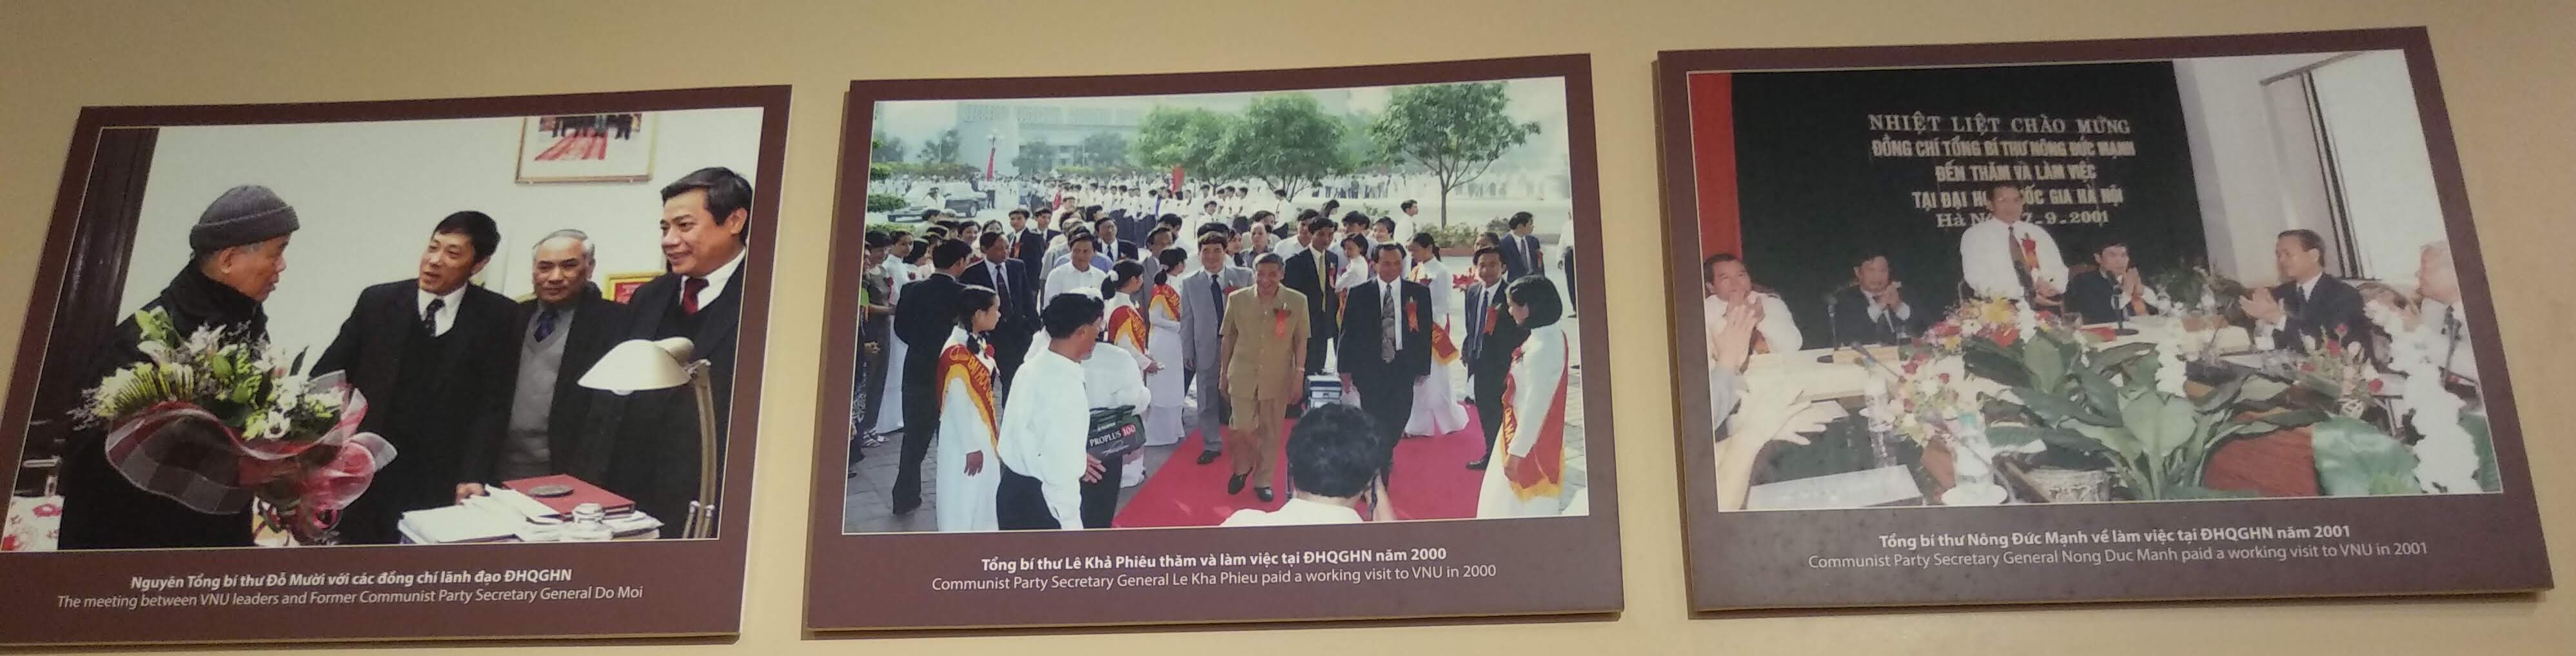 Nguyên Tổng bí thư Đỗ Mười với các đồng chí lãnh đạo ĐHQGHN
The meeting between VNU leaders and Former Communist Party Secretary General Do Moi
PROPLUS 100
Tổng bí thư Lê Khả Phiêu thăm và làm việc tại ĐHQGHN năm 2000
Communist Party Secretary General Le Kha Phieu paid a working visit to VNU in 2000
NHIỆT LIỆT CHÀO MỪNG
ĐỒNG CHÍ TỔNG BÍ THƯ NÔNG ĐỨC MẠNH
ĐẾN THĂM VÀ LÀM VIỆC
TẠI ĐẠI GIA HÀ NỘI
Hà 7-9-2001
Tổng bí thư Nông Đức Mạnh về làm việc tại ĐHQGHN năm 2001
Communist Party Secretary General Nong Duc Manh paid a working visit to VNU in 2001